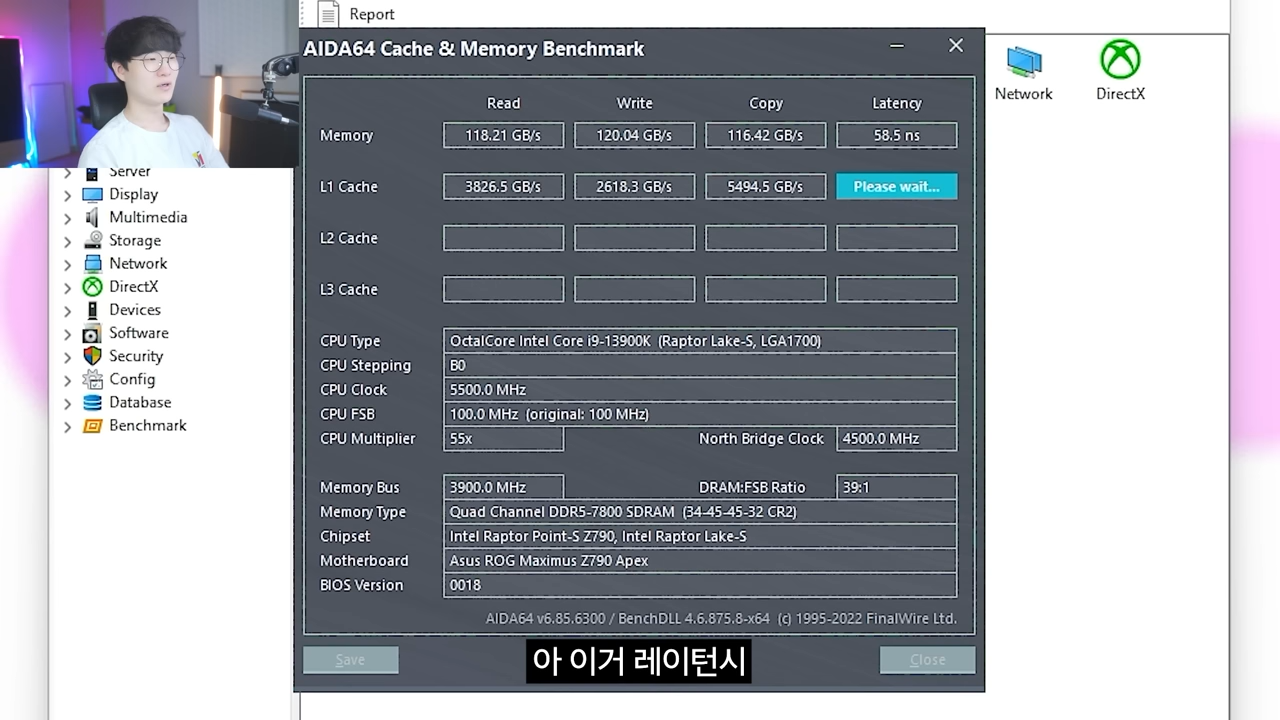 Report
AIDA64 Cache & Memory Benchmark
Network
DirectX
Server
Display
Multimedia
Storage
Network
DirectX
Devices
Software
Security
Config
Database
Benchmark
Read Write Copy Latency
Memory 118.21 GB/s 120.04 GB/s 116.42 GB/s 58.5 ns
L1 Cache 3826.5 GB/s 2618.3 GB/s 5494.5 GB/s Please wait...
L2 Cache
L3 Cache
CPU Type OctalCore Intel Core i9-13900K (Raptor Lake-S, LGA1700)
CPU Stepping B0
CPU Clock 5500.0 MHz
CPU FSB 100.0 MHz (original: 100 MHz)
CPU Multiplier 55x North Bridge Clock 4500.0 MHz
Memory Bus 3900.0 MHz DRAM:FSB Ratio 39:1
Memory Type Quad Channel DDR5-7800 SDRAM (34-45-45-32 CR2)
Chipset Intel Raptor Point-S Z790, Intel Raptor Lake-S
Motherboard Asus ROG Maximus Z790 Apex
BIOS Version 0018
AIDA64 v6.85.6300 / BenchDLL 4.6.875.8-x64 (c) 1995-2022 FinalWire Ltd.
Save
Close
아 이거 레이턴시